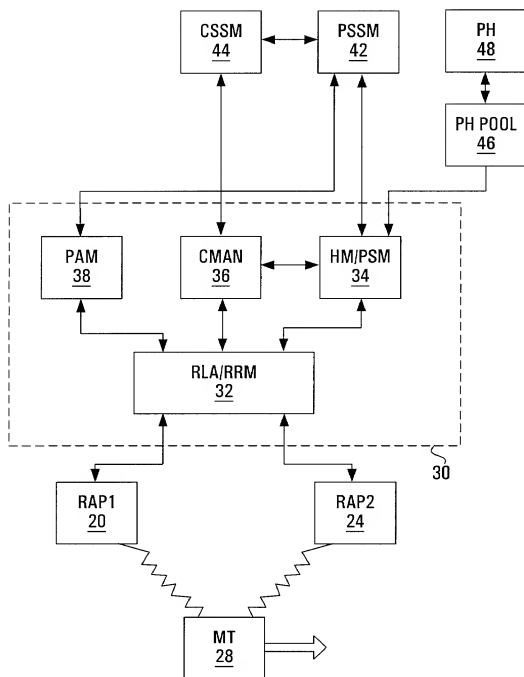 CSSM
44
PSSM
42
PH
48
PH POOL
46
PAM
38
CMAN
36
HM/PSM
34
RLA/RRM
32
30
RAP1
20
RAP2
24
MT
28